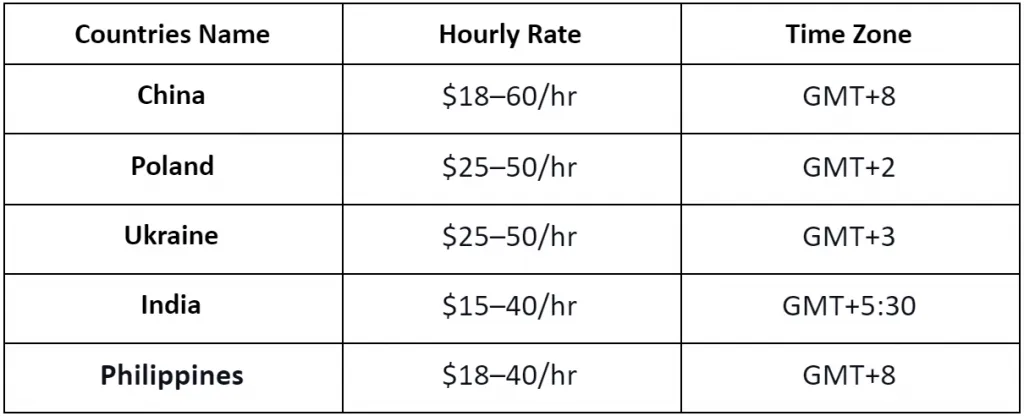 Countries Name Hourly Rate Time Zone
China $18–60/hr GMT+8
Poland $25–50/hr GMT+2
Ukraine $25–50/hr GMT+3
India $15–40/hr GMT+5:30
Philippines $18–40/hr GMT+8